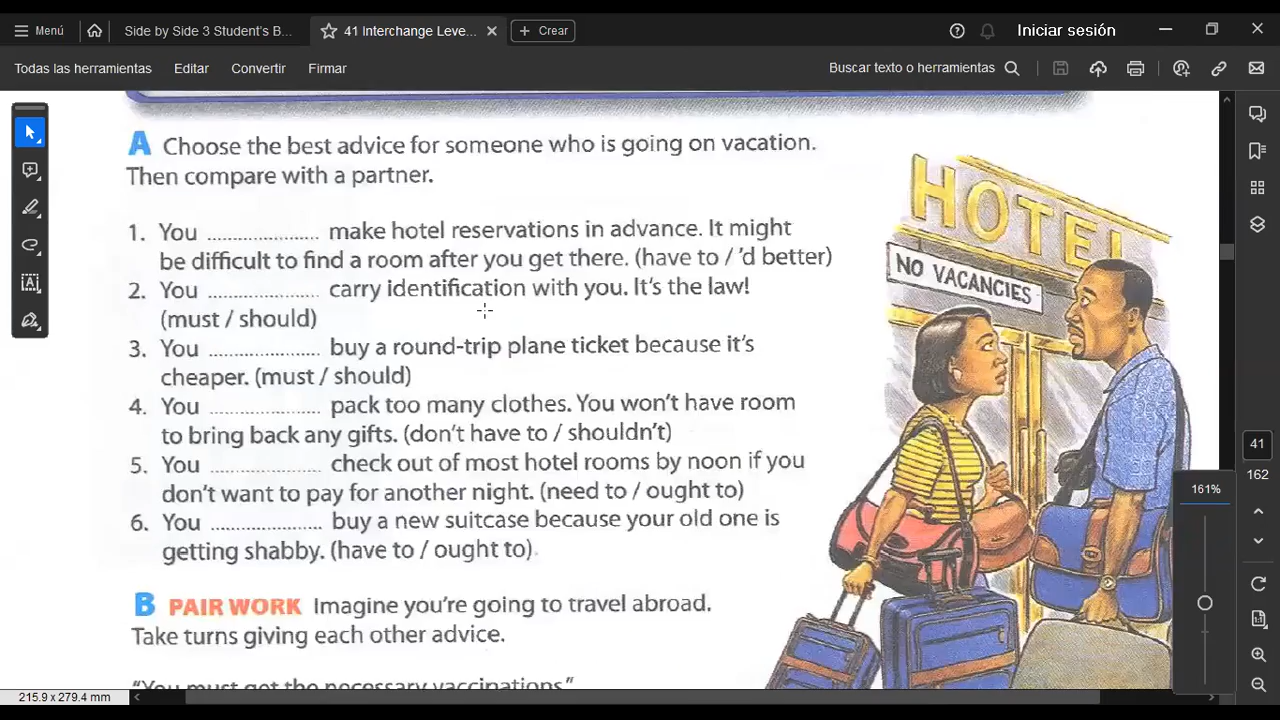 Menú
Side by Side 3 Student's B...
41 Interchange Leve...
Crear
Iniciar sesión
Todas las herramientas
Editar
Convertir
Firmar
Buscar texto o herramientas
A Choose the best advice for someone who is going on vacation.
Then compare with a partner.
1. You .................... make hotel reservations in advance. It might
be difficult to find a room after you get there. (have to / 'd better)
2. You .................... carry identification with you. It's the law!
(must / should)
3. You .................... buy a round-trip plane ticket because it's
cheaper. (must / should)
4. You .................... pack too many clothes. You won't have room
to bring back any gifts. (don't have to / shouldn't)
5. You .................... check out of most hotel rooms by noon if you
don't want to pay for another night. (need to / ought to)
6. You .................... buy a new suitcase because your old one is
getting shabby. (have to / ought to)
HOTEL
NO VACANCIES
B PAIR WORK Imagine you're going to travel abroad.
Take turns giving each other advice.
"You must get the necessary vaccinations"
41
162
161%
215.9 x 279.4 mm